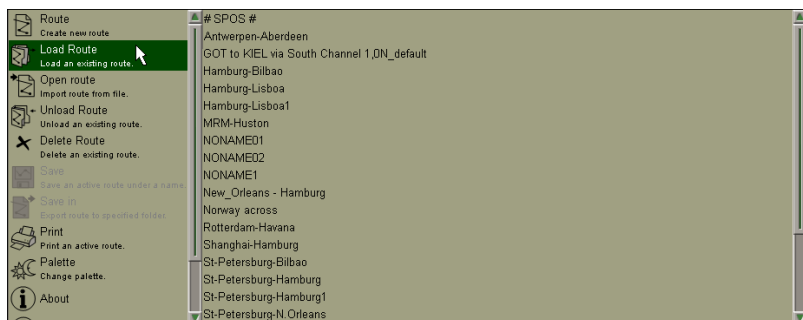 Route
Create new route
Load Route
Load an existing route.
Open route
Import route from file.
Unload Route
Unload an existing route.
Delete Route
Delete an existing route.
Save
Save an active route under a name.
Save in
Export route to specified folder.
Print
Print an active route.
Palette
Change palette.
About
# SPOS #
Antwerpen-Aberdeen
GOT to KIEL via South Channel 1,0N_default
Hamburg-Bilbao
Hamburg-Lisboa
Hamburg-Lisboa1
MRM-Huston
NONAME01
NONAME02
NONAME1
New_Orleans - Hamburg
Norway across
Rotterdam-Havana
Shanghai-Hamburg
St-Petersburg-Bilbao
St-Petersburg-Hamburg
St-Petersburg-Hamburg1
St-Petersburg-N.Orleans